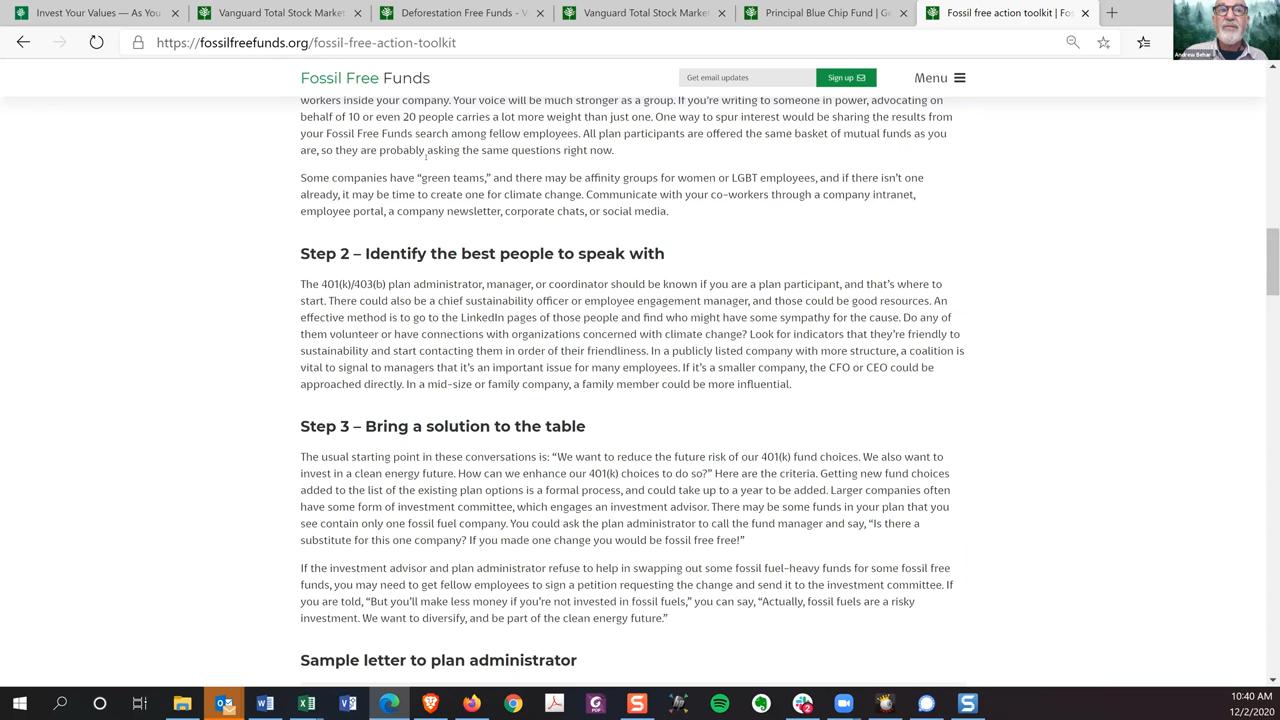 Invest Your Values — As You
Vanguard Total Stock Market
Deforestation Free Funds - V
Vanguard Total Stock Market
Principal Blue Chip Fund | Ge
Fossil free action toolkit | Fos
https://fossilfreefunds.org/fossil-free-action-toolkit
Andrew Behar
Fossil Free Funds
Get email updates
Sign up
Menu
workers inside your company. Your voice will be much stronger as a group. If you're writing to someone in power, advocating on
behalf of 10 or even 20 people carries a lot more weight than just one. One way to spur interest would be sharing the results from
your Fossil Free Funds search among fellow employees. All plan participants are offered the same basket of mutual funds as you
are, so they are probably asking the same questions right now.
Some companies have “green teams,” and there may be affinity groups for women or LGBT employees, and if there isn't one
already, it may be time to create one for climate change. Communicate with your co-workers through a company intranet,
employee portal, a company newsletter, corporate chats, or social media.
Step 2 – Identify the best people to speak with
The 401(k)/403(b) plan administrator, manager, or coordinator should be known if you are a plan participant, and that's where to
start. There could also be a chief sustainability officer or employee engagement manager, and those could be good resources. An
effective method is to go to the LinkedIn pages of those people and find who might have some sympathy for the cause. Do any of
them volunteer or have connections with organizations concerned with climate change? Look for indicators that they're friendly to
sustainability and start contacting them in order of their friendliness. In a publicly listed company with more structure, a coalition is
vital to signal to managers that it's an important issue for many employees. If it's a smaller company, the CFO or CEO could be
approached directly. In a mid-size or family company, a family member could be more influential.
Step 3 – Bring a solution to the table
The usual starting point in these conversations is: “We want to reduce the future risk of our 401(k) fund choices. We also want to
invest in a clean energy future. How can we enhance our 401(k) choices to do so?” Here are the criteria. Getting new fund choices
added to the list of the existing plan options is a formal process, and could take up to a year to be added. Larger companies often
have some form of investment committee, which engages an investment advisor. There may be some funds in your plan that you
see contain only one fossil fuel company. You could ask the plan administrator to call the fund manager and say, “Is there a
substitute for this one company? If you made one change you would be fossil free free!”
If the investment advisor and plan administrator refuse to help in swapping out some fossil fuel-heavy funds for some fossil free
funds, you may need to get fellow employees to sign a petition requesting the change and send it to the investment committee. If
you are told, “But you'll make less money if you're not invested in fossil fuels,” you can say, “Actually, fossil fuels are a risky
investment. We want to diversify, and be part of the clean energy future.”
Sample letter to plan administrator
10:40 AM
12/2/2020